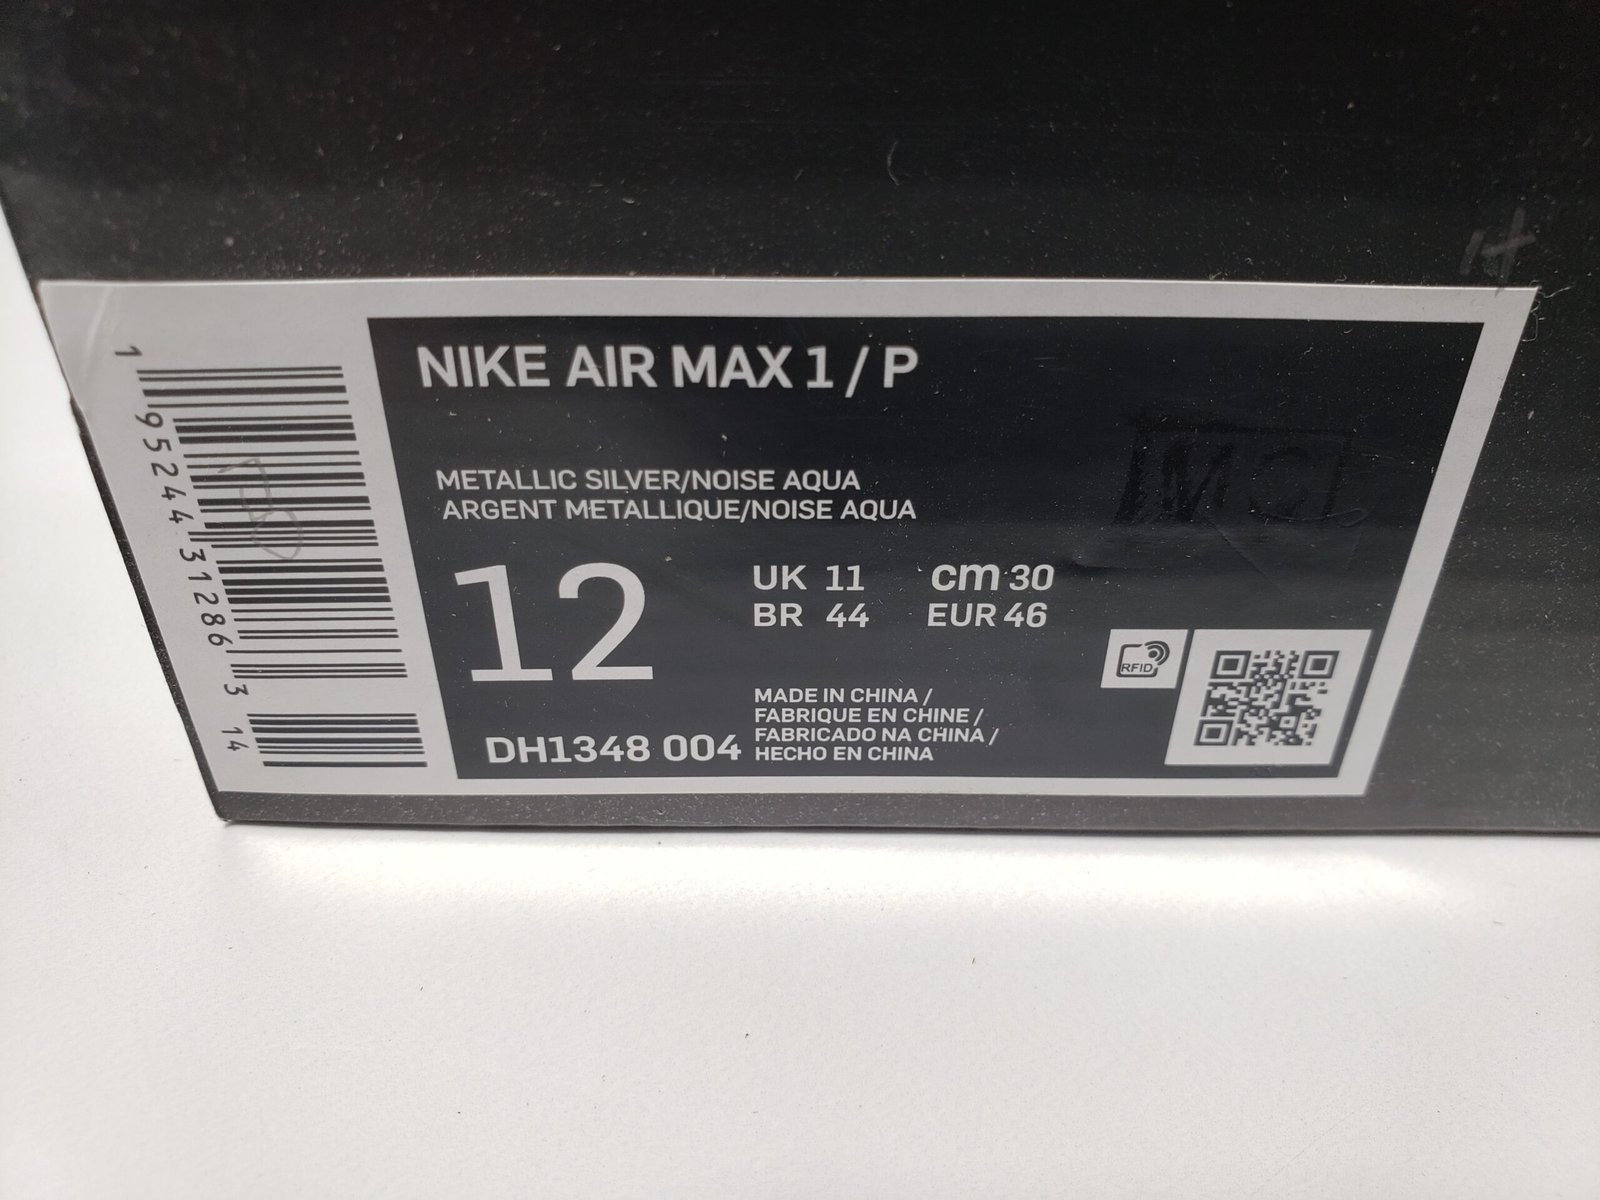 NIKE AIR MAX 1 / P
METALLIC SILVER/NOISE AQUA
ARGENT METALLIQUE/NOISE AQUA
12
UK 11 cm 30
BR 44 EUR 46
RFID
MADE IN CHINA /
FABRIQUE EN CHINE /
FABRICADO NA CHINA /
HECHO EN CHINA
DH1348 004
1 95244 31286 3 14